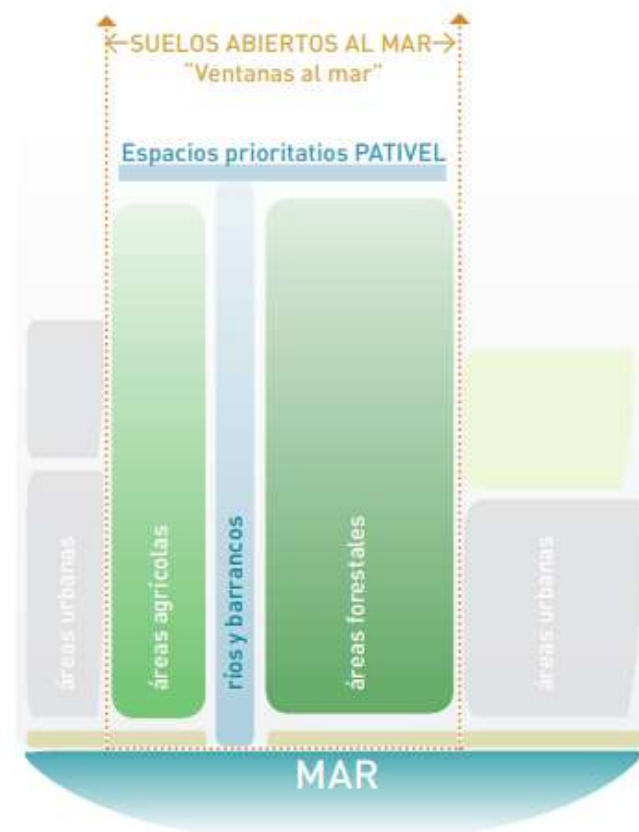 SUELOS ABIERTOS AL MAR
"Ventanas al mar"
Espacios prioritatios PATIVEL
áreas urbanas
áreas agrícolas
ríos y barrancos
áreas forestales
áreas urbanas
MAR